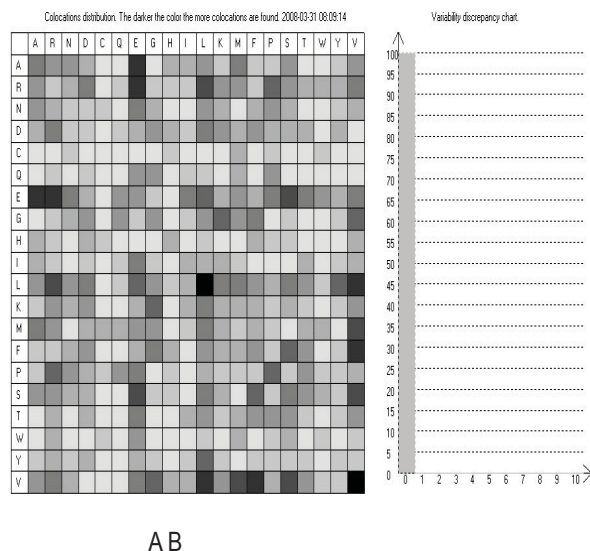 Colocations distribution. The darker the color the more colocations are found. 2008-03-31 08:09:14
Variability discrepancy chart.
A R N D C Q E G H I L K M F P S T W Y V
A
R
N
D
C
Q
E
G
H
I
L
K
M
F
P
S
T
W
Y
V
100
95
90
85
80
75
70
65
60
55
50
45
40
35
30
25
20
15
10
5
0
0 1 2 3 4 5 6 7 8 9 10
A B